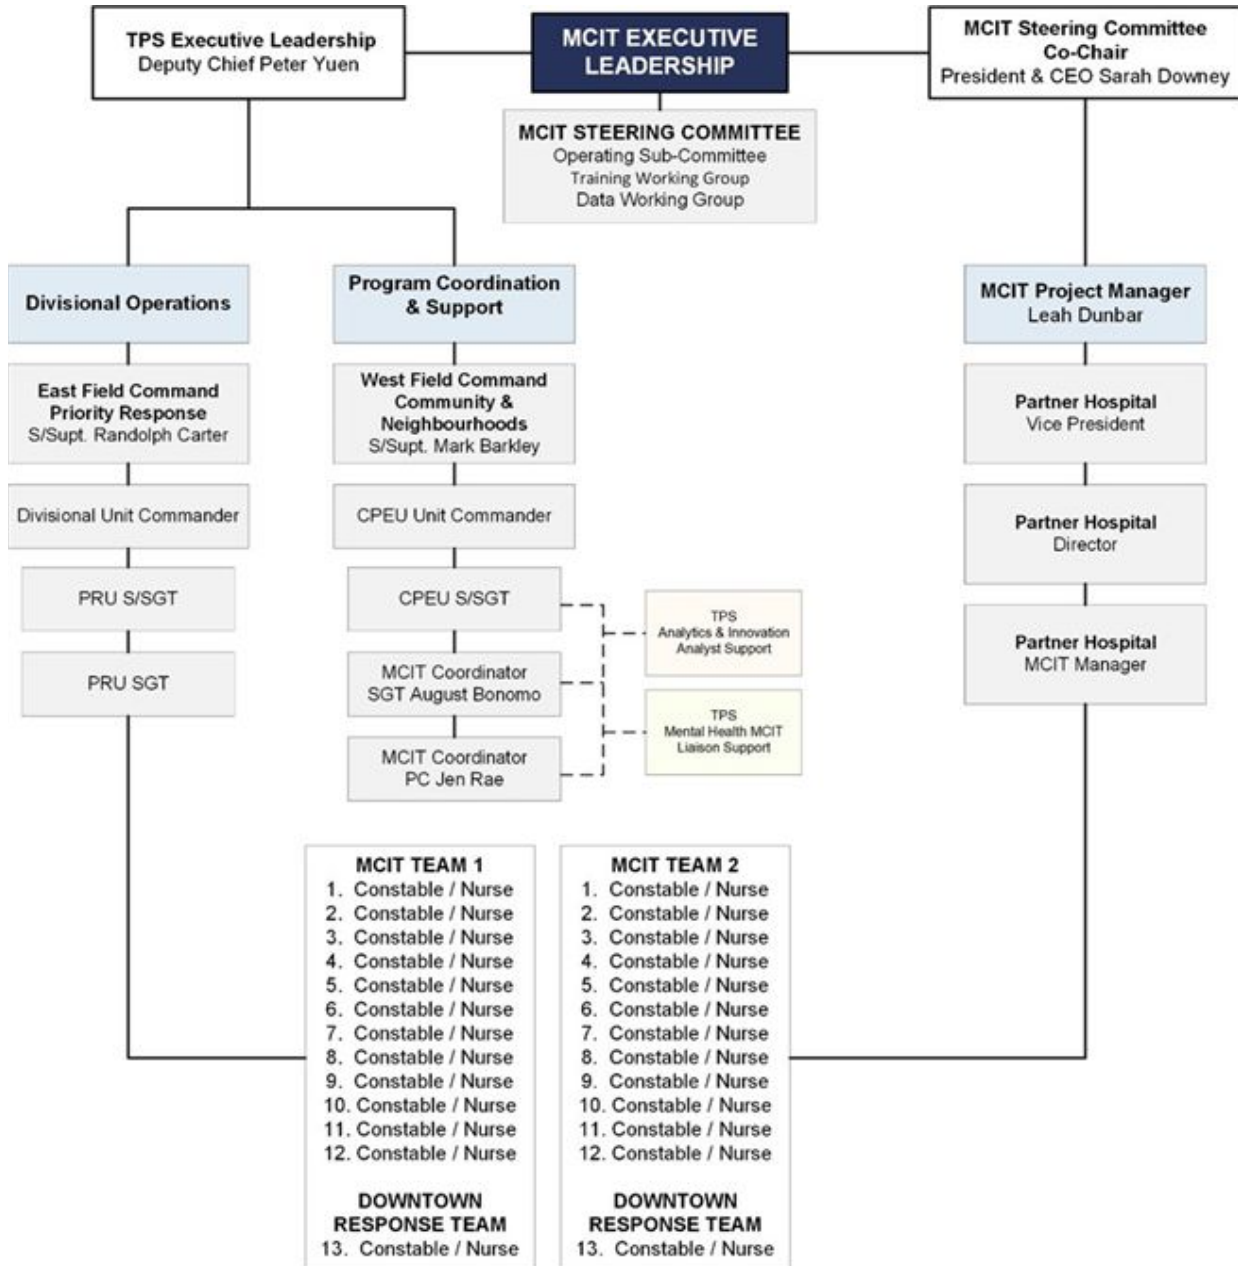 TPS Executive Leadership
Deputy Chief Peter Yuen
MCIT EXECUTIVE
LEADERSHIP
MCIT Steering Committee
Co-Chair
President & CEO Sarah Downey
MCIT STEERING COMMITTEE
Operating Sub-Committee
Training Working Group
Data Working Group
Divisional Operations
Program Coordination
& Support
MCIT Project Manager
Leah Dunbar
East Field Command
Priority Response
S/Supt. Randolph Carter
West Field Command
Community &
Neighbourhoods
S/Supt. Mark Barkley
Partner Hospital
Vice President
Divisional Unit Commander
CPEU Unit Commander
Partner Hospital
Director
PRU S/SGT
CPEU S/SGT
TPS
Analytics & Innovation
Analyst Support
Partner Hospital
MCIT Manager
PRU SGT
MCIT Coordinator
SGT August Bonomo
TPS
Mental Health MCIT
Liaison Support
MCIT Coordinator
PC Jen Rae
MCIT TEAM 1
1. Constable / Nurse
2. Constable / Nurse
3. Constable / Nurse
4. Constable / Nurse
5. Constable / Nurse
6. Constable / Nurse
7. Constable / Nurse
8. Constable / Nurse
9. Constable / Nurse
10. Constable / Nurse
11. Constable / Nurse
12. Constable / Nurse
DOWNTOWN
RESPONSE TEAM
13. Constable / Nurse
MCIT TEAM 2
1. Constable / Nurse
2. Constable / Nurse
3. Constable / Nurse
4. Constable / Nurse
5. Constable / Nurse
6. Constable / Nurse
7. Constable / Nurse
8. Constable / Nurse
9. Constable / Nurse
10. Constable / Nurse
11. Constable / Nurse
12. Constable / Nurse
DOWNTOWN
RESPONSE TEAM
13. Constable / Nurse